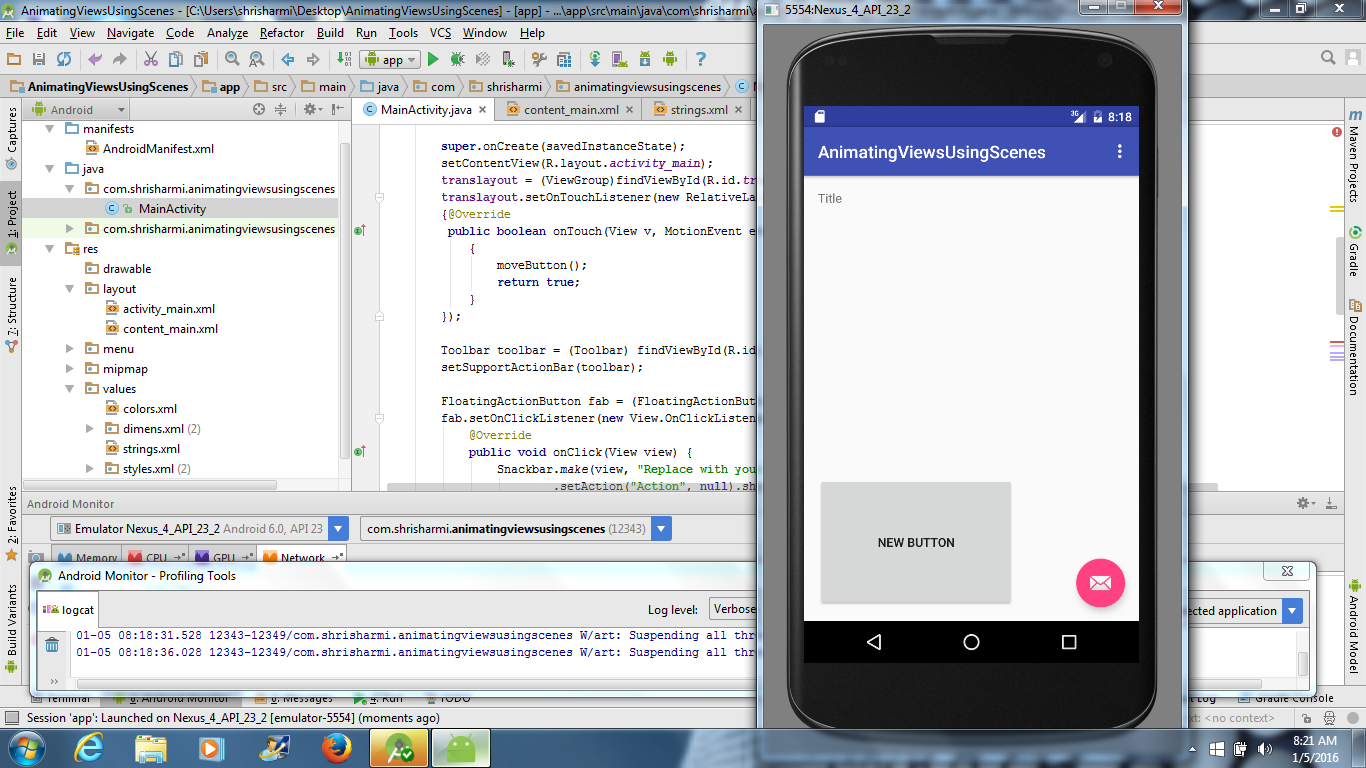 AnimatingViewsUsingScenes - [C:\Users\shrisharmi\Desktop\AnimatingViewsUsingScenes] - [app] - ...\app\src\main\java\com\shrisharmi\
File Edit View Navigate Code Analyze Refactor Build Run Tools VCS Window Help
app
AnimatingViewsUsingScenes app src main java com shrisharmi animatingviewsusingscenes
Android
MainActivity.java content_main.xml strings.xml
Captures
1: Project
7: Structure
2: Favorites
Build Variants
manifests
AndroidManifest.xml
java
com.shrisharmi.animatingviewsusingscenes
MainActivity
com.shrisharmi.animatingviewsusingscenes
res
drawable
layout
activity_main.xml
content_main.xml
menu
mipmap
values
colors.xml
dimens.xml (2)
strings.xml
styles.xml (2)
super.onCreate(savedInstanceState);
setContentView(R.layout.activity_main);
translayout = (ViewGroup)findViewById(R.id.tr
translayout.setOnTouchListener(new RelativeLa
{@Override
public boolean onTouch(View v, MotionEvent e
{
moveButton();
return true;
}
});
Toolbar toolbar = (Toolbar) findViewById(R.id
setSupportActionBar(toolbar);
FloatingActionButton fab = (FloatingActionBut
fab.setOnClickListener(new View.OnClickListen
@Override
public void onClick(View view) {
Snackbar.make(view, "Replace with you
.setAction("Action", null).sh
Android Monitor
Emulator Nexus_4_API_23_2 Android 6.0, API 23
com.shrisharmi.animatingviewsusingscenes (12343)
Memory CPU GPU Network
Android Monitor - Profiling Tools
logcat
Log level: Verbose
ected application
01-05 08:18:31.528 12343-12349/com.shrisharmi.animatingviewsusingscenes W/art: Suspending all thr
01-05 08:18:36.028 12343-12349/com.shrisharmi.animatingviewsusingscenes W/art: Suspending all thr
Terminal 6: Android Monitor 0: Messages 4: Run TODO
t Log Gradle Console
Session 'app': Launched on Nexus_4_API_23_2 [emulator-5554] (moments ago)
xt: <no context>
5554:Nexus_4_API_23_2
3G 8:18
AnimatingViewsUsingScenes
Title
NEW BUTTON
Maven Projects
Gradle
Documentation
Android Model
8:21 AM
1/5/2016